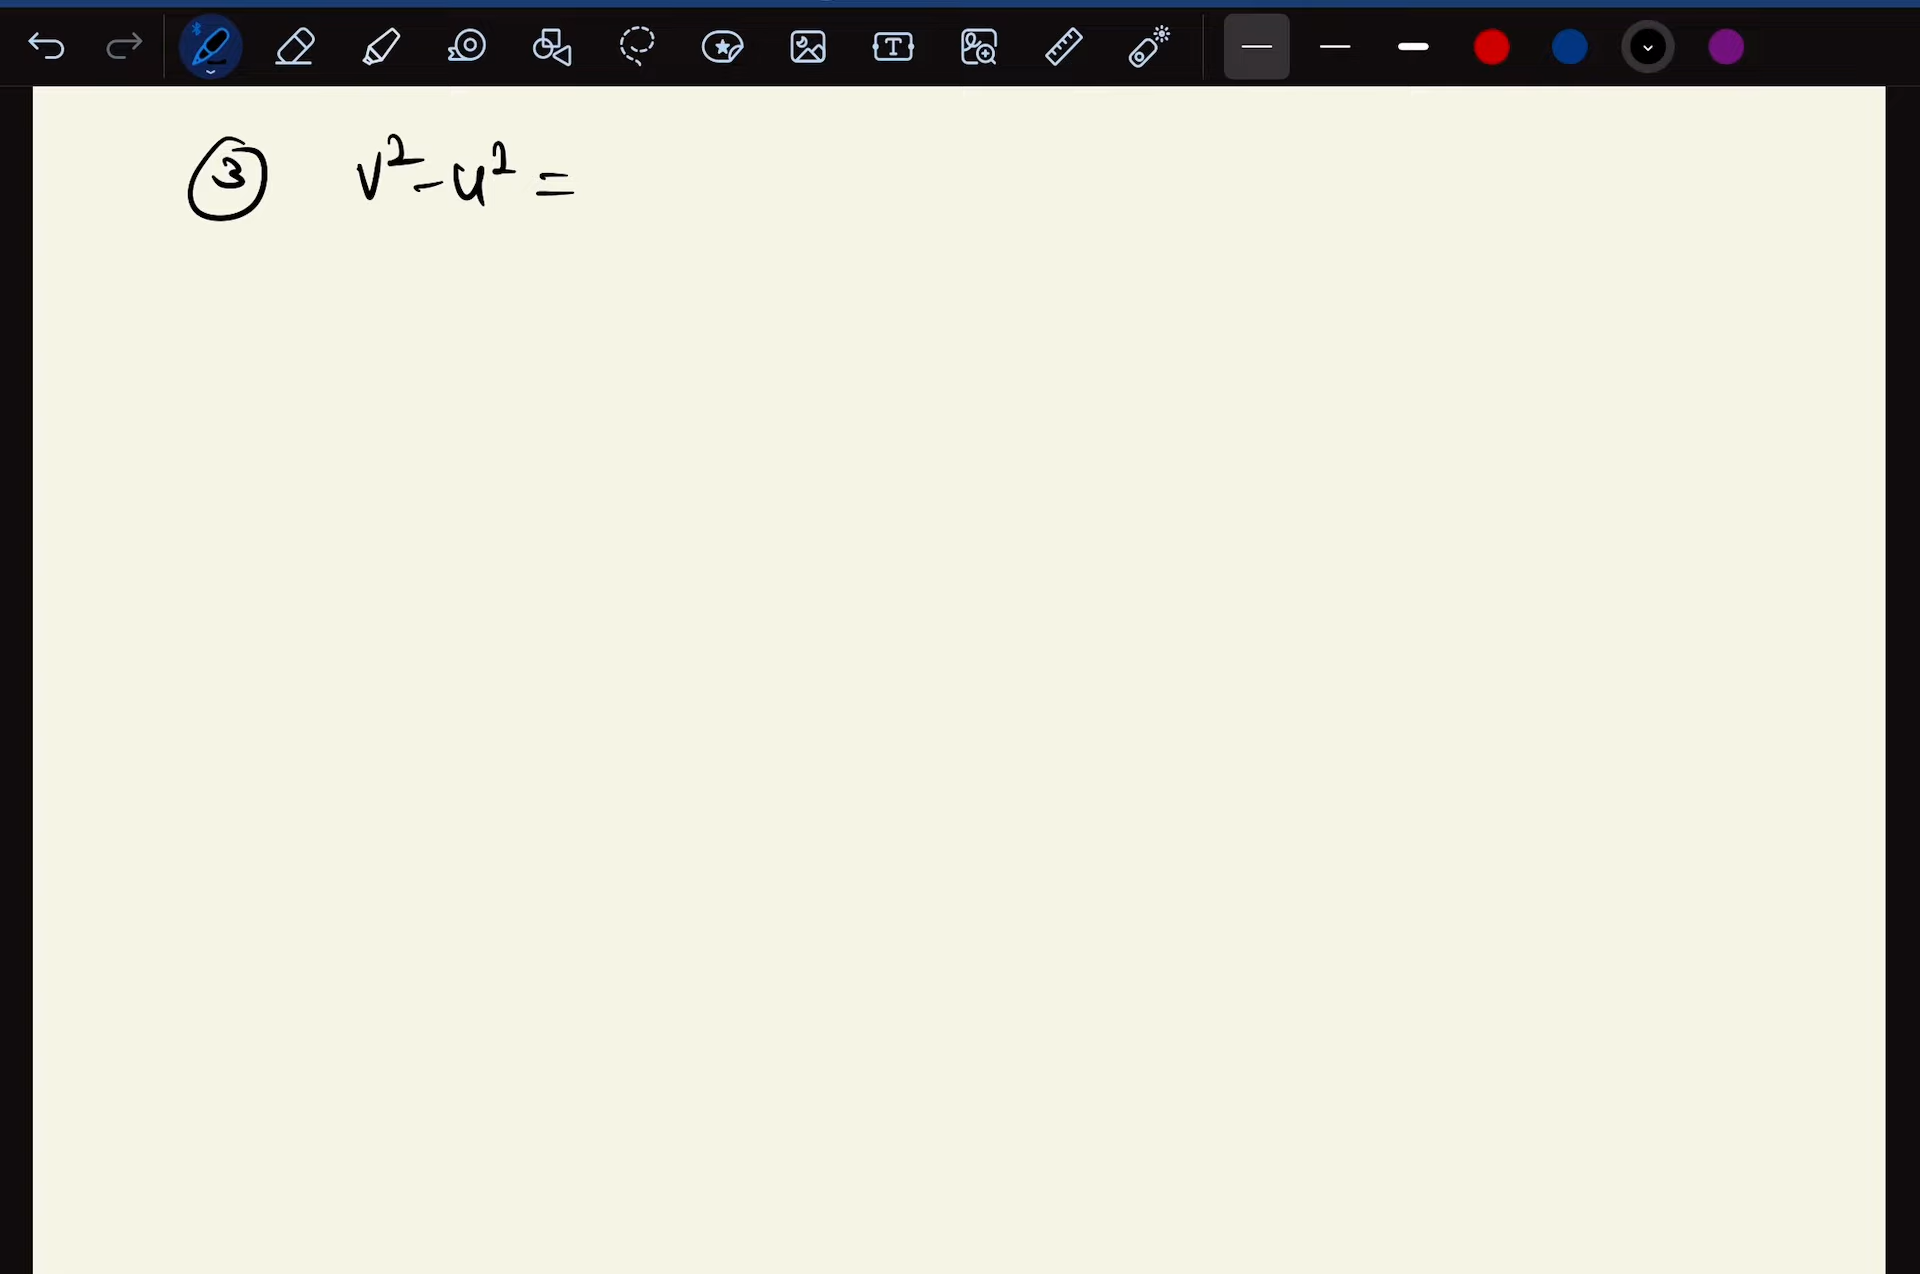 ③ v² - u² =